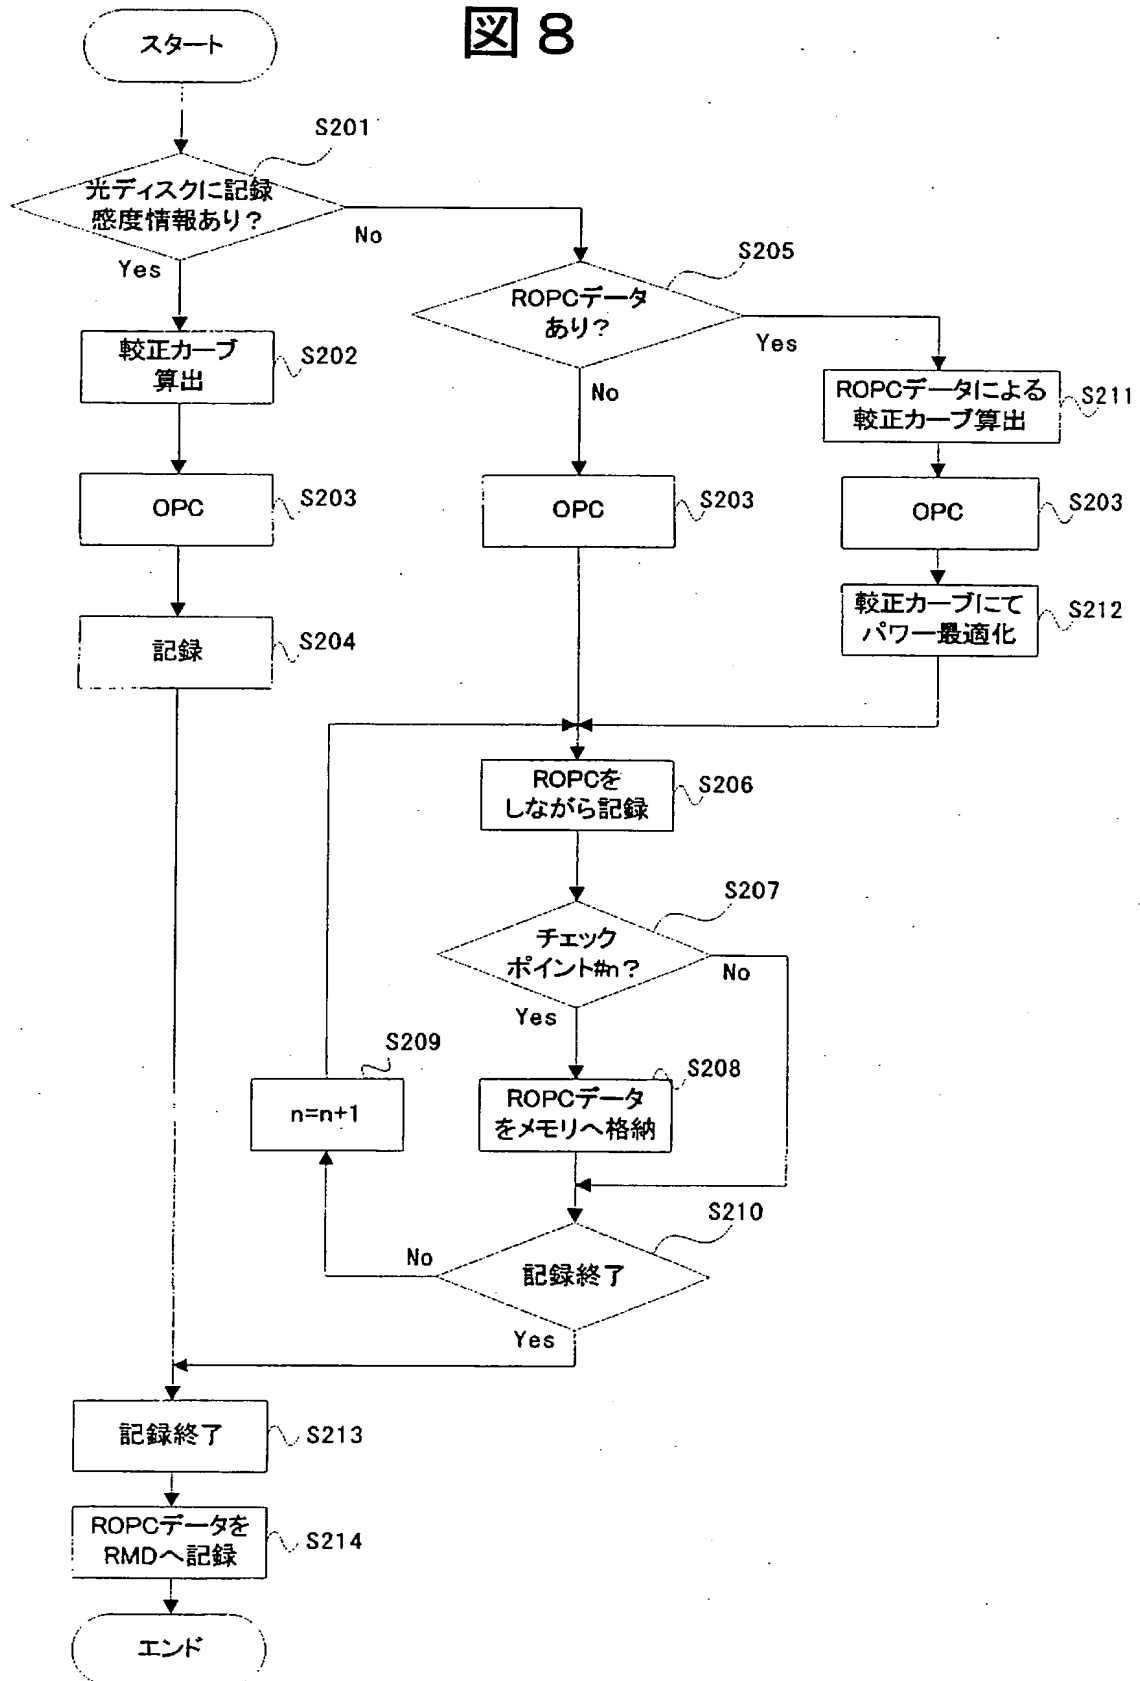 図8
スタート
S201
光ディスクに記録
感度情報あり?
No
Yes
S205
ROPCデータ
あり?
Yes
No
較正カーブ
算出
S202
ROPCデータによる
較正カーブ算出
S211
OPC
S203
OPC
S203
OPC
S203
較正カーブにて
パワー最適化
S212
記録
S204
ROPCを
しながら記録
S206
S207
チェック
ポイント#n?
No
Yes
S209
n=n+1
S208
ROPCデータ
をメモリへ格納
S210
No
記録終了
Yes
記録終了
S213
ROPCデータを
RMDへ記録
S214
エンド